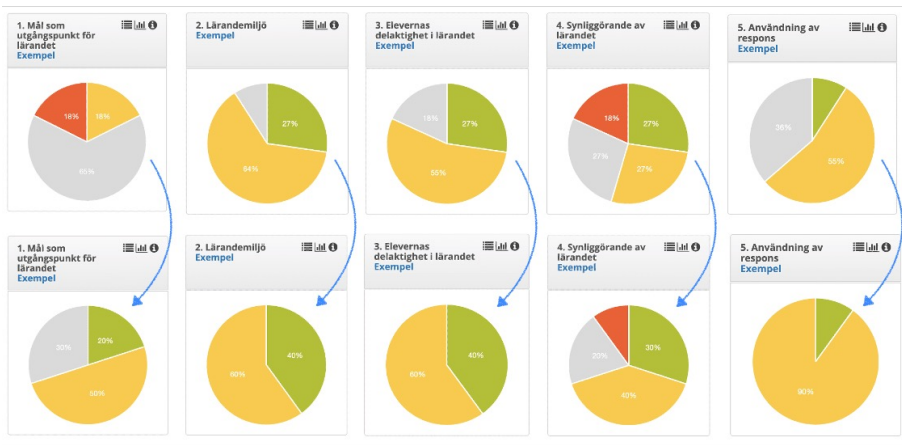 1. Mål som
utgångspunkt för
lärandet
Exempel
18%
18%
2. Lärandemiljö
Exempel
27%
64%
3. Elevernas
delaktighet i lärandet
Exempel
18%
27%
55%
4. Synliggörande av
lärandet
Exempel
18%
27%
27%
27%
5. Användning av
respons
Exempel
36%
55%
1. Mål som
utgångspunkt för
lärandet
Exempel
30%
20%
50%
2. Lärandemiljö
Exempel
60%
40%
3. Elevernas
delaktighet i lärandet
Exempel
60%
40%
4. Synliggörande av
lärandet
Exempel
20%
30%
40%
5. Användning av
respons
Exempel
90%